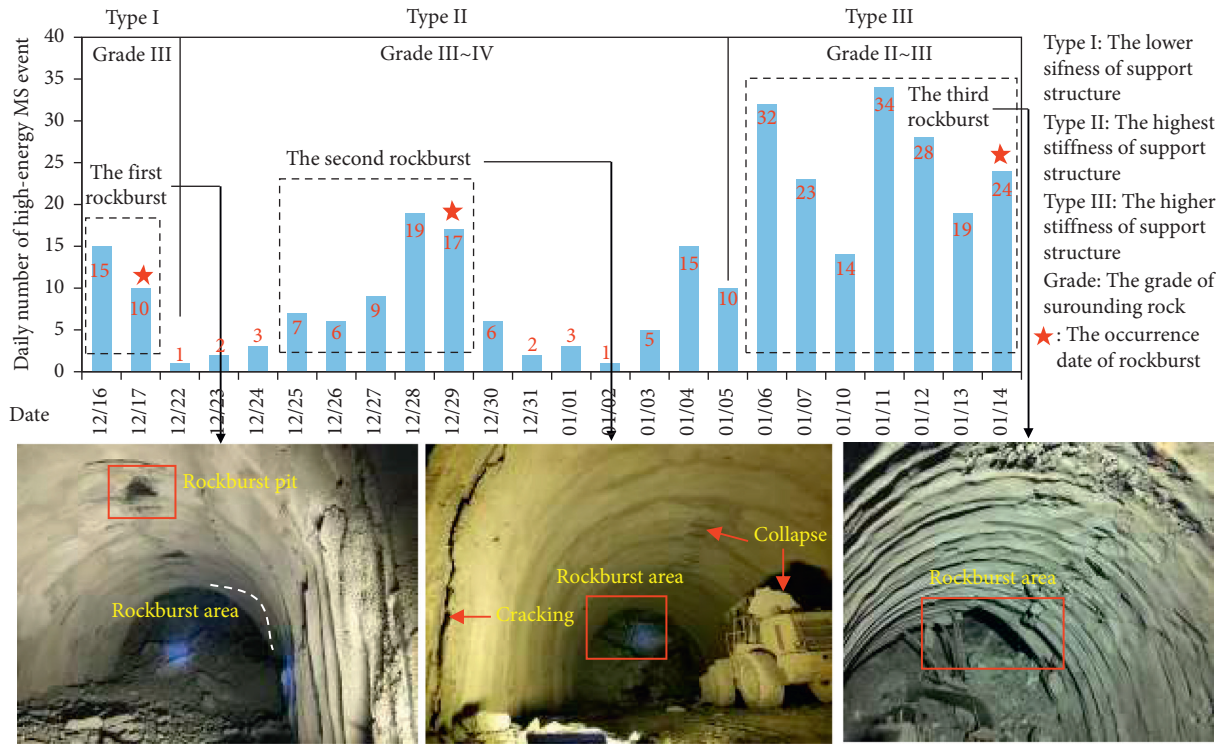 Type I
Type II
Type III
Grade III
Grade III~IV
Grade II~III
Daily number of high-energy MS event
40
35
30
25
20
15
10
5
0
The first
rockburst
The second rockburst
The third
rockburst
15
10
1
2
3
7
6
9
19
17
6
2
3
1
5
15
10
32
23
14
34
28
19
24
Date
12/16
12/17
12/22
12/23
12/24
12/25
12/26
12/27
12/28
12/29
12/30
12/31
01/01
01/02
01/03
01/04
01/05
01/06
01/07
01/10
01/11
01/12
01/13
01/14
Type I: The lower
sifness of support
structure
Type II: The highest
stiffness of support
structure
Type III: The higher
stiffness of support
structure
Grade: The grade of
surounding rock
★: The occurrence
date of rockburst
Rockburst pit
Rockburst area
Collapse
Rockburst area
Cracking
Rockburst area